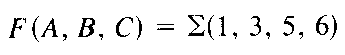 F(A, B, C) = Σ(1, 3, 5, 6)